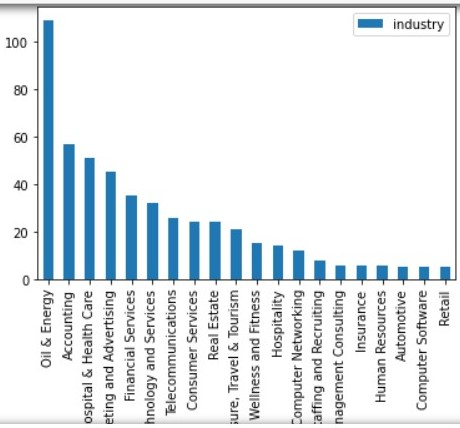 industry
100
80
60
40
20
0
Oil & Energy
Accounting
ospital & Health Care
eting and Advertising
Financial Services
hnology and Services
Telecommunications
Consumer Services
Real Estate
sure, Travel & Tourism
Wellness and Fitness
Hospitality
Computer Networking
taffing and Recruiting
nagement Consulting
Insurance
Human Resources
Automotive
Computer Software
Retail